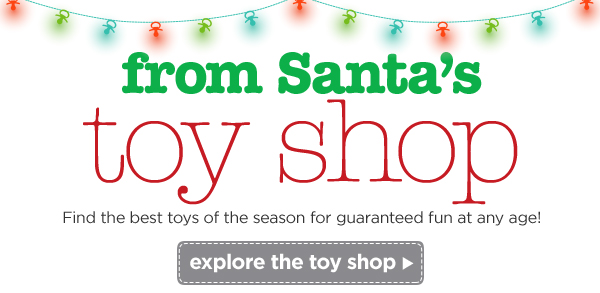 from Santa's
toy shop
Find the best toys of the season for guaranteed fun at any age!
explore the toy shop ▶